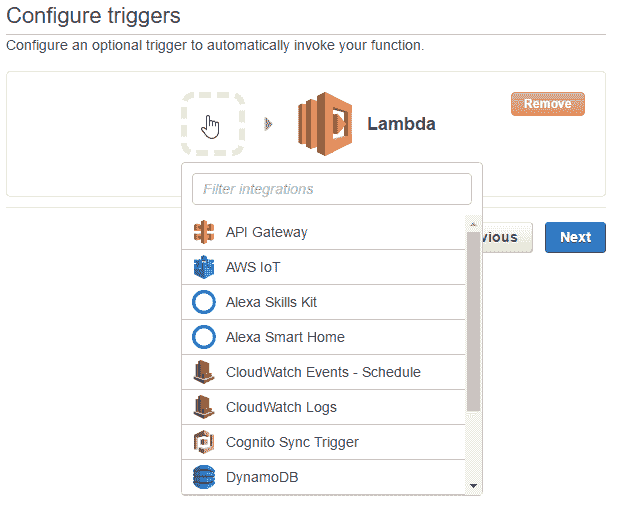 Configure triggers
Configure an optional trigger to automatically invoke your function.
Lambda
Remove
Filter integrations
API Gateway
AWS IoT
Alexa Skills Kit
Alexa Smart Home
CloudWatch Events - Schedule
CloudWatch Logs
Cognito Sync Trigger
DynamoDB
vious
Next